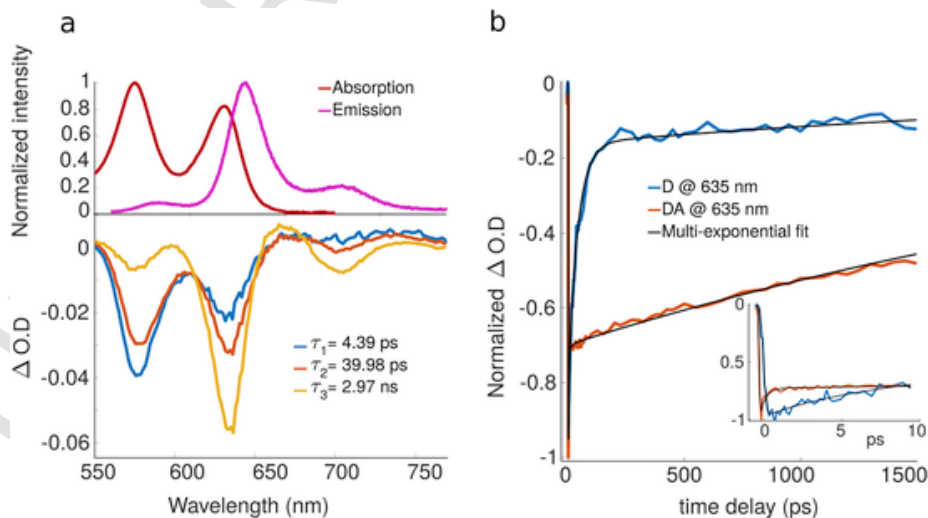 a
Normalized intensity
1
0.8
0.6
0.4
0.2
0
Absorption
Emission
Δ O.D
0
-0.02
-0.04
-0.06
τ1= 4.39 ps
τ2= 39.98 ps
τ3= 2.97 ns
550 600 650 700 750
Wavelength (nm)
b
Normalized Δ O.D
0
-0.2
-0.4
-0.6
-0.8
-1
D @ 635 nm
DA @ 635 nm
Multi-exponential fit
0
0.5
-1
0 5 10
ps
500 1000 1500
time delay (ps)